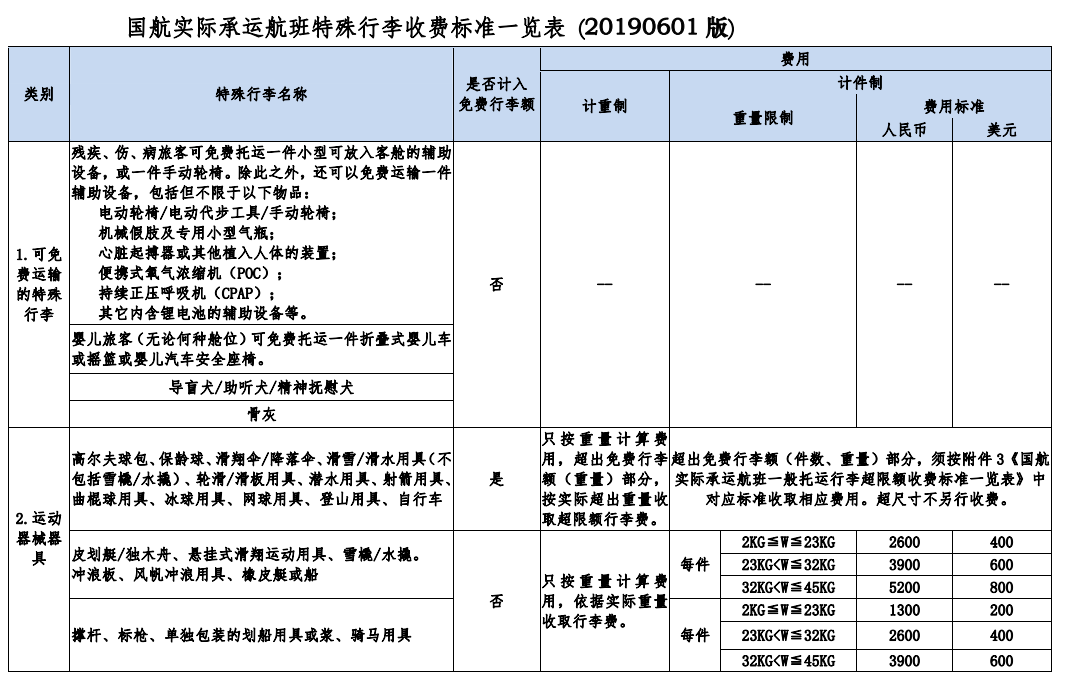 国航实际承运航班特殊行李收费标准一览表 (20190601 版)
类别
特殊行李名称
是否计入
免费行李额
费用
计重制
计件制
重量限制
费用标准
人民币
美元
1.可免
费运输
的特殊
行李
残疾、伤、病旅客可免费托运一件小型可放入客舱的辅助
设备，或一件手动轮椅。除此之外，还可以免费运输一件
辅助设备，包括但不限于以下物品：
电动轮椅/电动代步工具/手动轮椅；
机械假肢及专用小型气瓶；
心脏起搏器或其他植入人体的装置；
便携式氧气浓缩机（POC）；
持续正压呼吸机（CPAP）；
其它内含锂电池的辅助设备等。
婴儿旅客（无论何种舱位）可免费托运一件折叠式婴儿车
或摇篮或婴儿汽车安全座椅。
导盲犬/助听犬/精神抚慰犬
骨灰
否
——
——
——
——
2.运动
器械器
具
高尔夫球包、保龄球、滑翔伞/降落伞、滑雪/滑水用具（不
包括雪橇/水撬）、轮滑/滑板用具、潜水用具、射箭用具、
曲棍球用具、冰球用具、网球用具、登山用具、自行车
是
只按重量计算费
用，超出免费行李
额（重量）部分，
按实际超出重量收
取超限额行李费。
超出免费行李额（件数、重量）部分，须按附件 3《国航
实际承运航班一般托运行李超限额收费标准一览表》中
对应标准收取相应费用。超尺寸不另行收费。
皮划艇/独木舟、悬挂式滑翔运动用具、雪橇/水撬。
冲浪板、风帆冲浪用具、橡皮艇或船
否
只按重量计算费
用，依据实际重量
收取行李费。
每件
2KG≦W≦23KG 2600 400
23KG<W≦32KG 3900 600
32KG<W≦45KG 5200 800
撑杆、标枪、单独包装的划船用具或桨、骑马用具
每件
2KG≦W≦23KG 1300 200
23KG<W≦32KG 2600 400
32KG<W≦45KG 3900 600